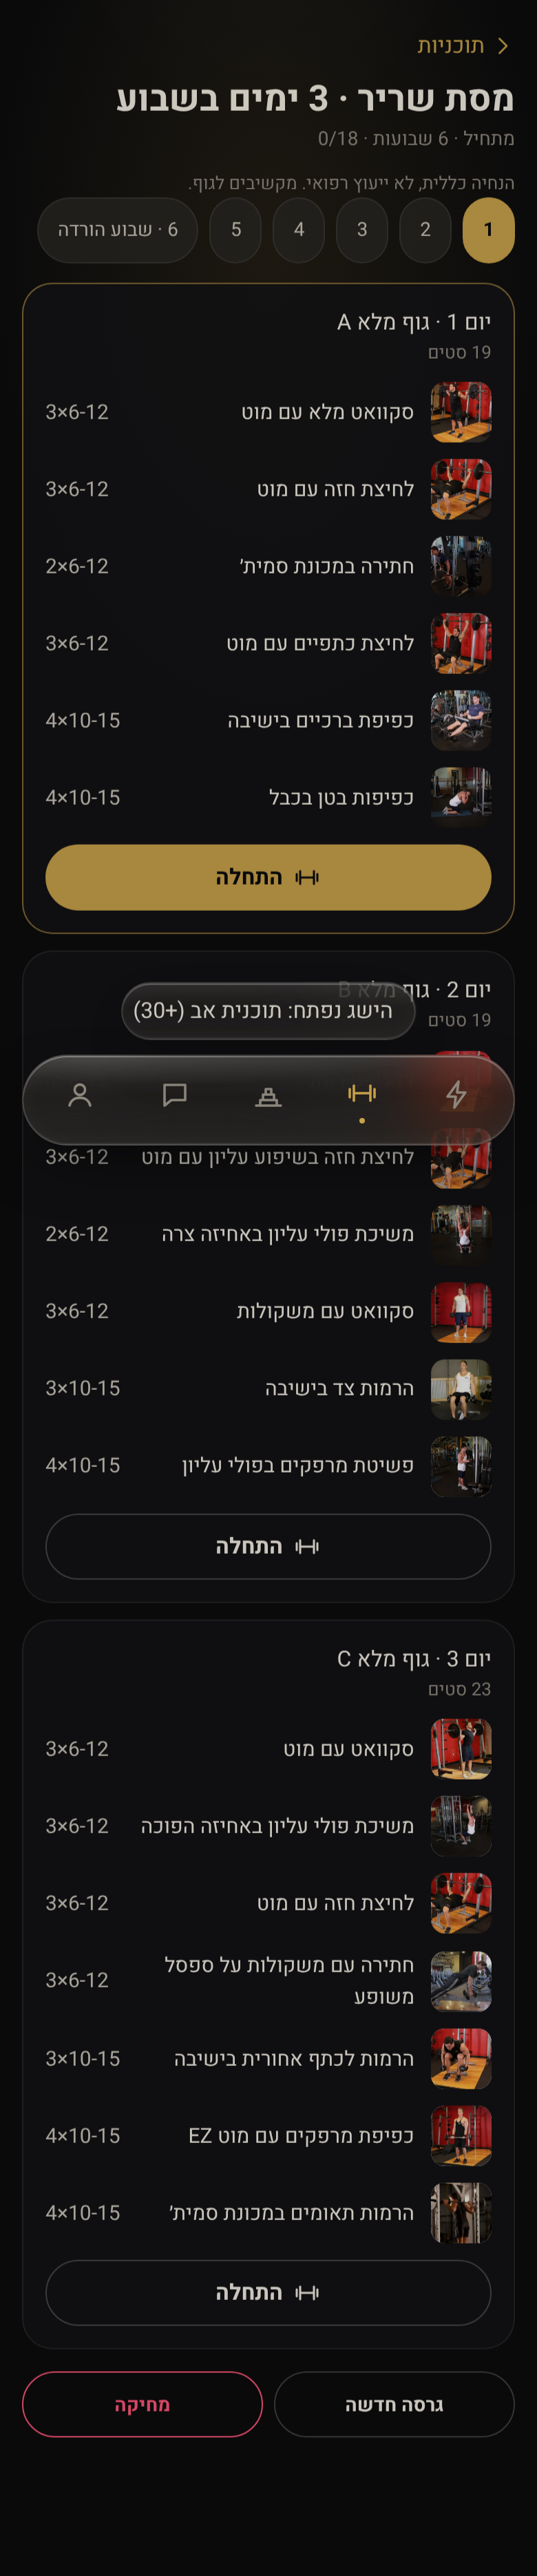 תוכניות
מסת שריר · 3 ימים בשבוע
מתחיל · 6 שבועות · 0/18
הנחיה כללית, לא ייעוץ רפואי. מקשיבים לגוף.
1 2 3 4 5 6 · שבוע הורדה
יום 1 · גוף מלא A
19 סטים
סקוואט מלא עם מוט 3×6-12
לחיצת חזה עם מוט 3×6-12
חתירה במכונת סמית' 2×6-12
לחיצת כתפיים עם מוט 3×6-12
כפיפת ברכיים בישיבה 4×10-15
כפיפות בטן בכבל 4×10-15
התחלה
יום 2 · גוף מלא B
הישג נפתח: תוכנית אב (+30)
19 סטים
לחיצת חזה בשיפוע עליון עם מוט 3×6-12
משיכת פולי עליון באחיזה צרה 2×6-12
סקוואט עם משקולות 3×6-12
הרמות צד בישיבה 3×10-15
פשיטת מרפקים בפולי עליון 4×10-15
התחלה
יום 3 · גוף מלא C
23 סטים
סקוואט עם מוט 3×6-12
משיכת פולי עליון באחיזה הפוכה 3×6-12
לחיצת חזה עם מוט 3×6-12
חתירה עם משקולות על ספסל
משופע 3×6-12
הרמות לכתף אחורית בישיבה 3×10-15
כפיפת מרפקים עם מוט EZ 4×10-15
הרמות תאומים במכונת סמית' 4×10-15
התחלה
גרסה חדשה
מחיקה